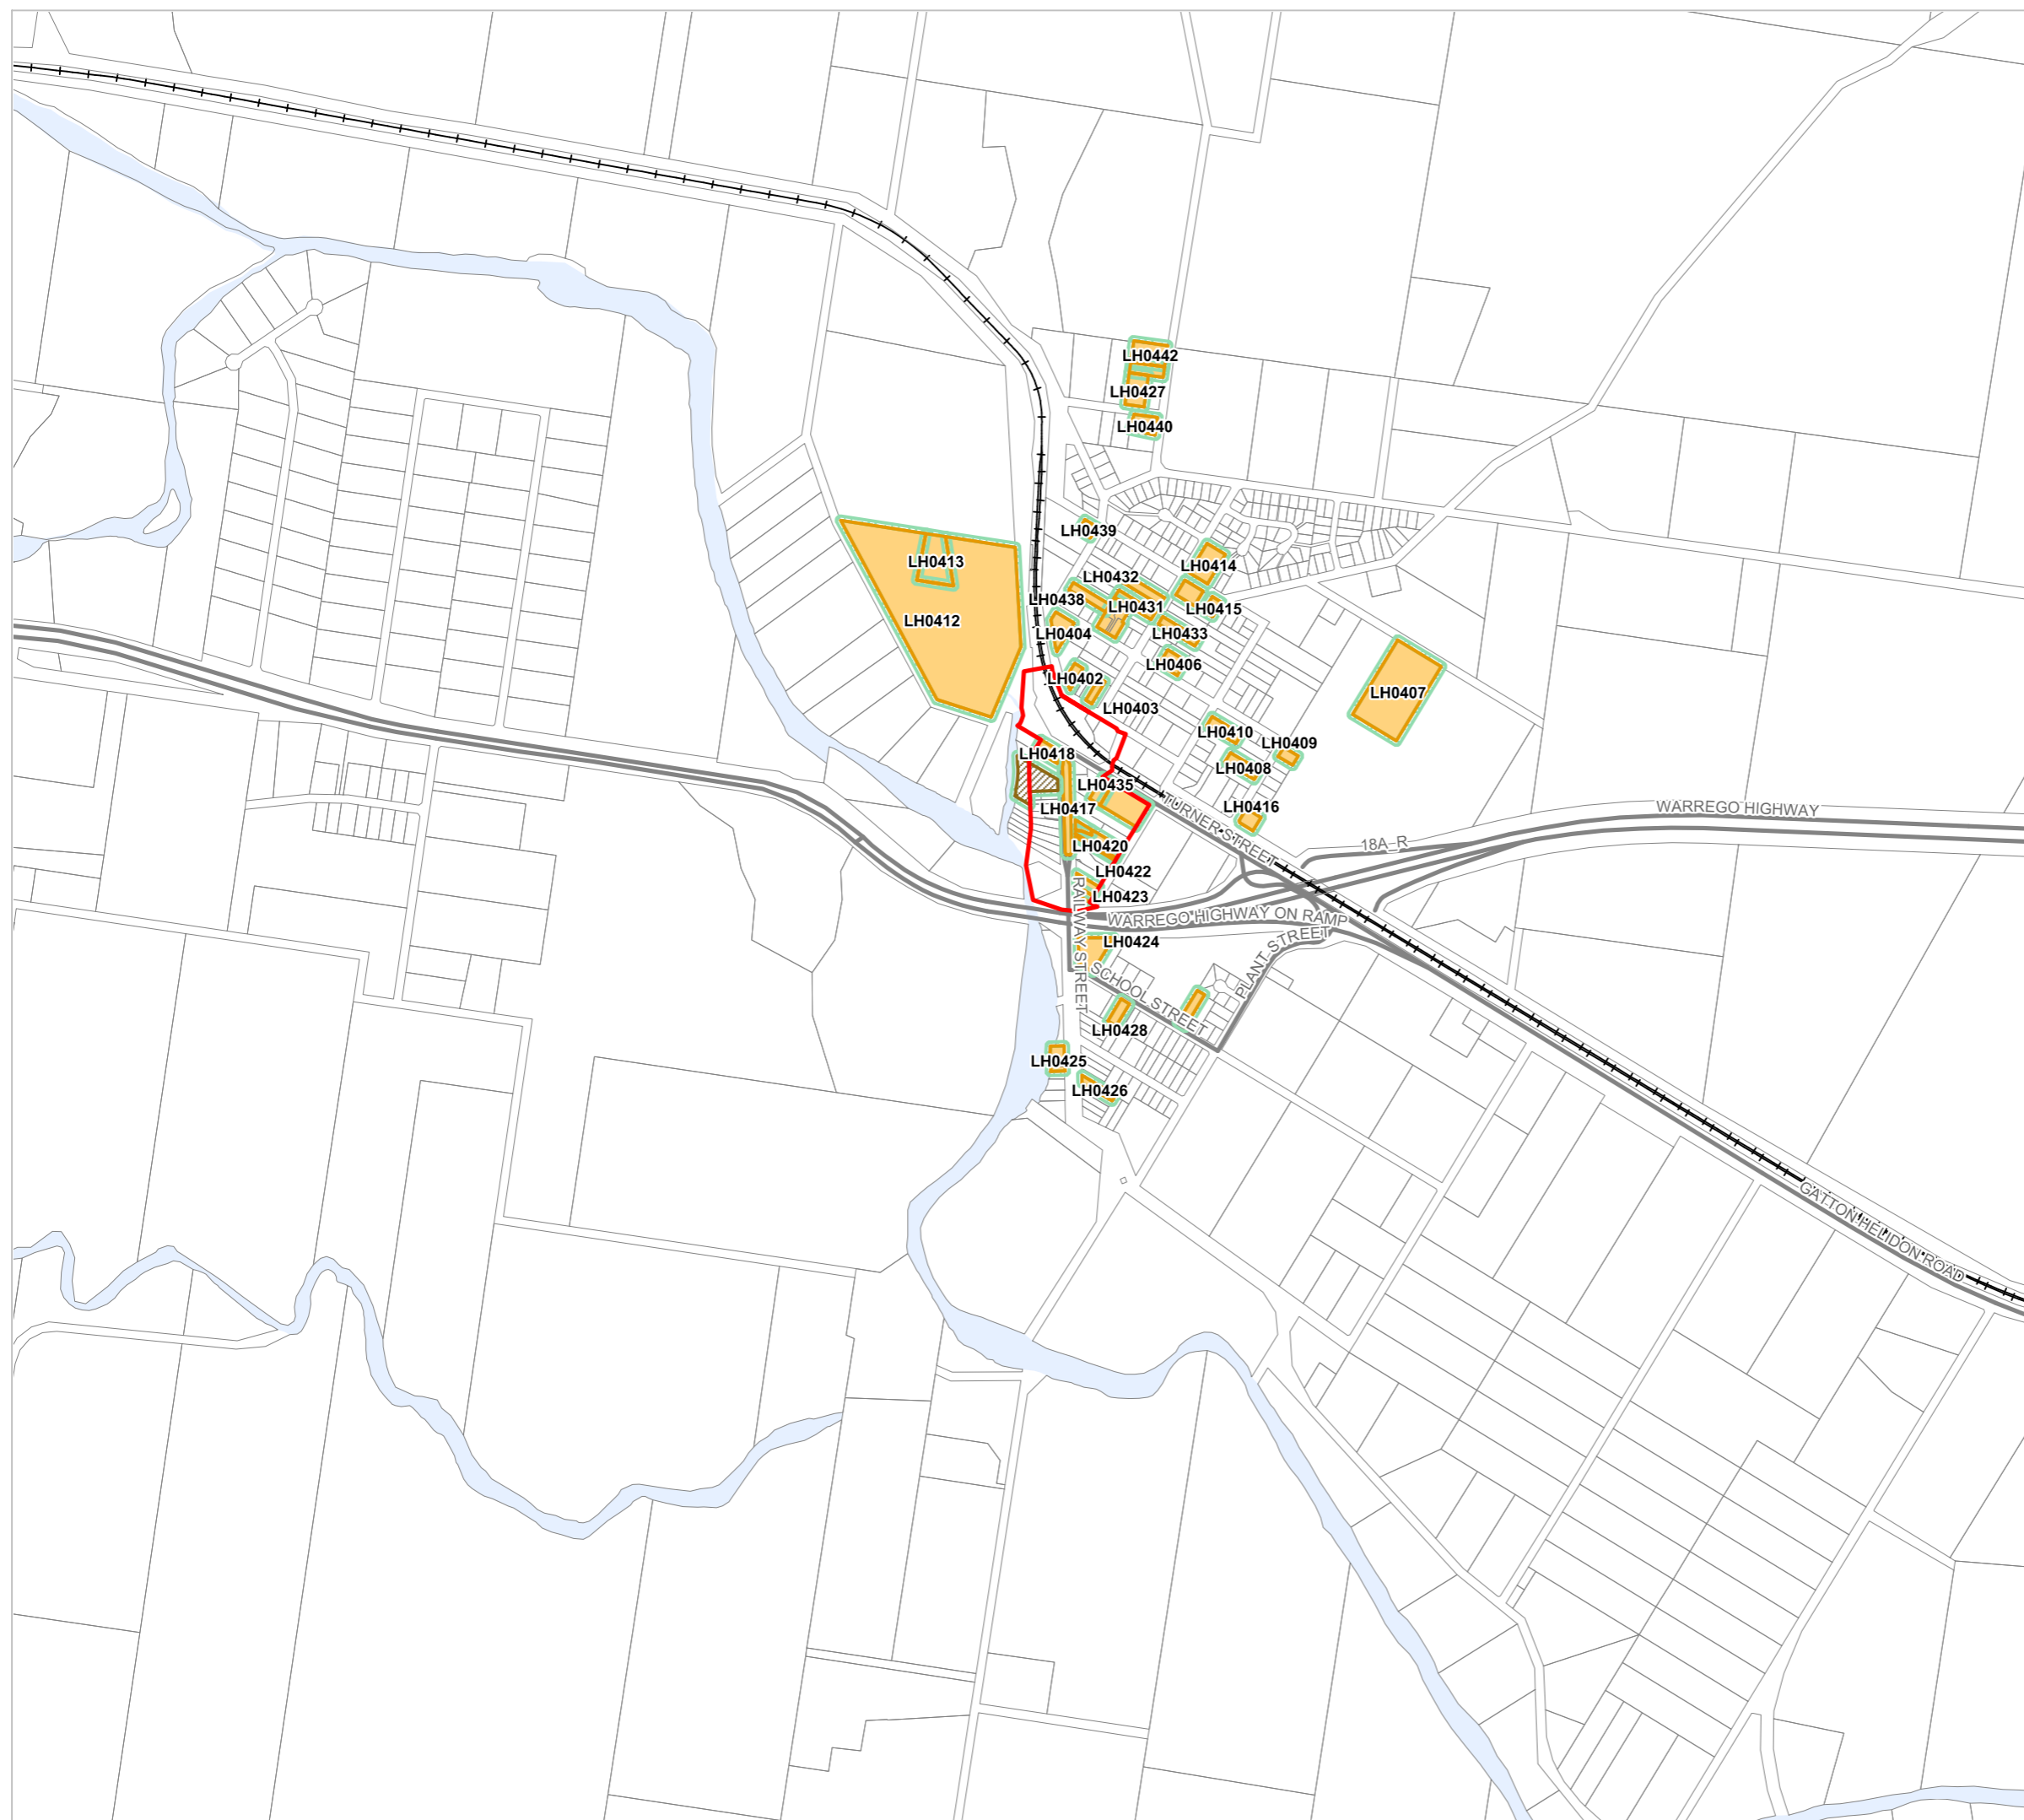 LH0442
LH0427
LH0440
LH0439
LH0413
LH0414
LH0432
LH0438
LH0431
LH0415
LH0412
LH0404
LH0433
LH0406
LH0402
LH0407
LH0403
LH0410
LH0409
LH0418
LH0408
LH0435
LH0417
LH0416
TURNER STREET
WARREGO HIGHWAY
18A_R
LH0420
LH0422
LH0423
RAILWAY STREET
WARREGO HIGHWAY ON RAMP
LH0424
PLANT STREET
SCHOOL STREET
LH0428
LH0425
LH0426
GATTON HELIDON ROAD